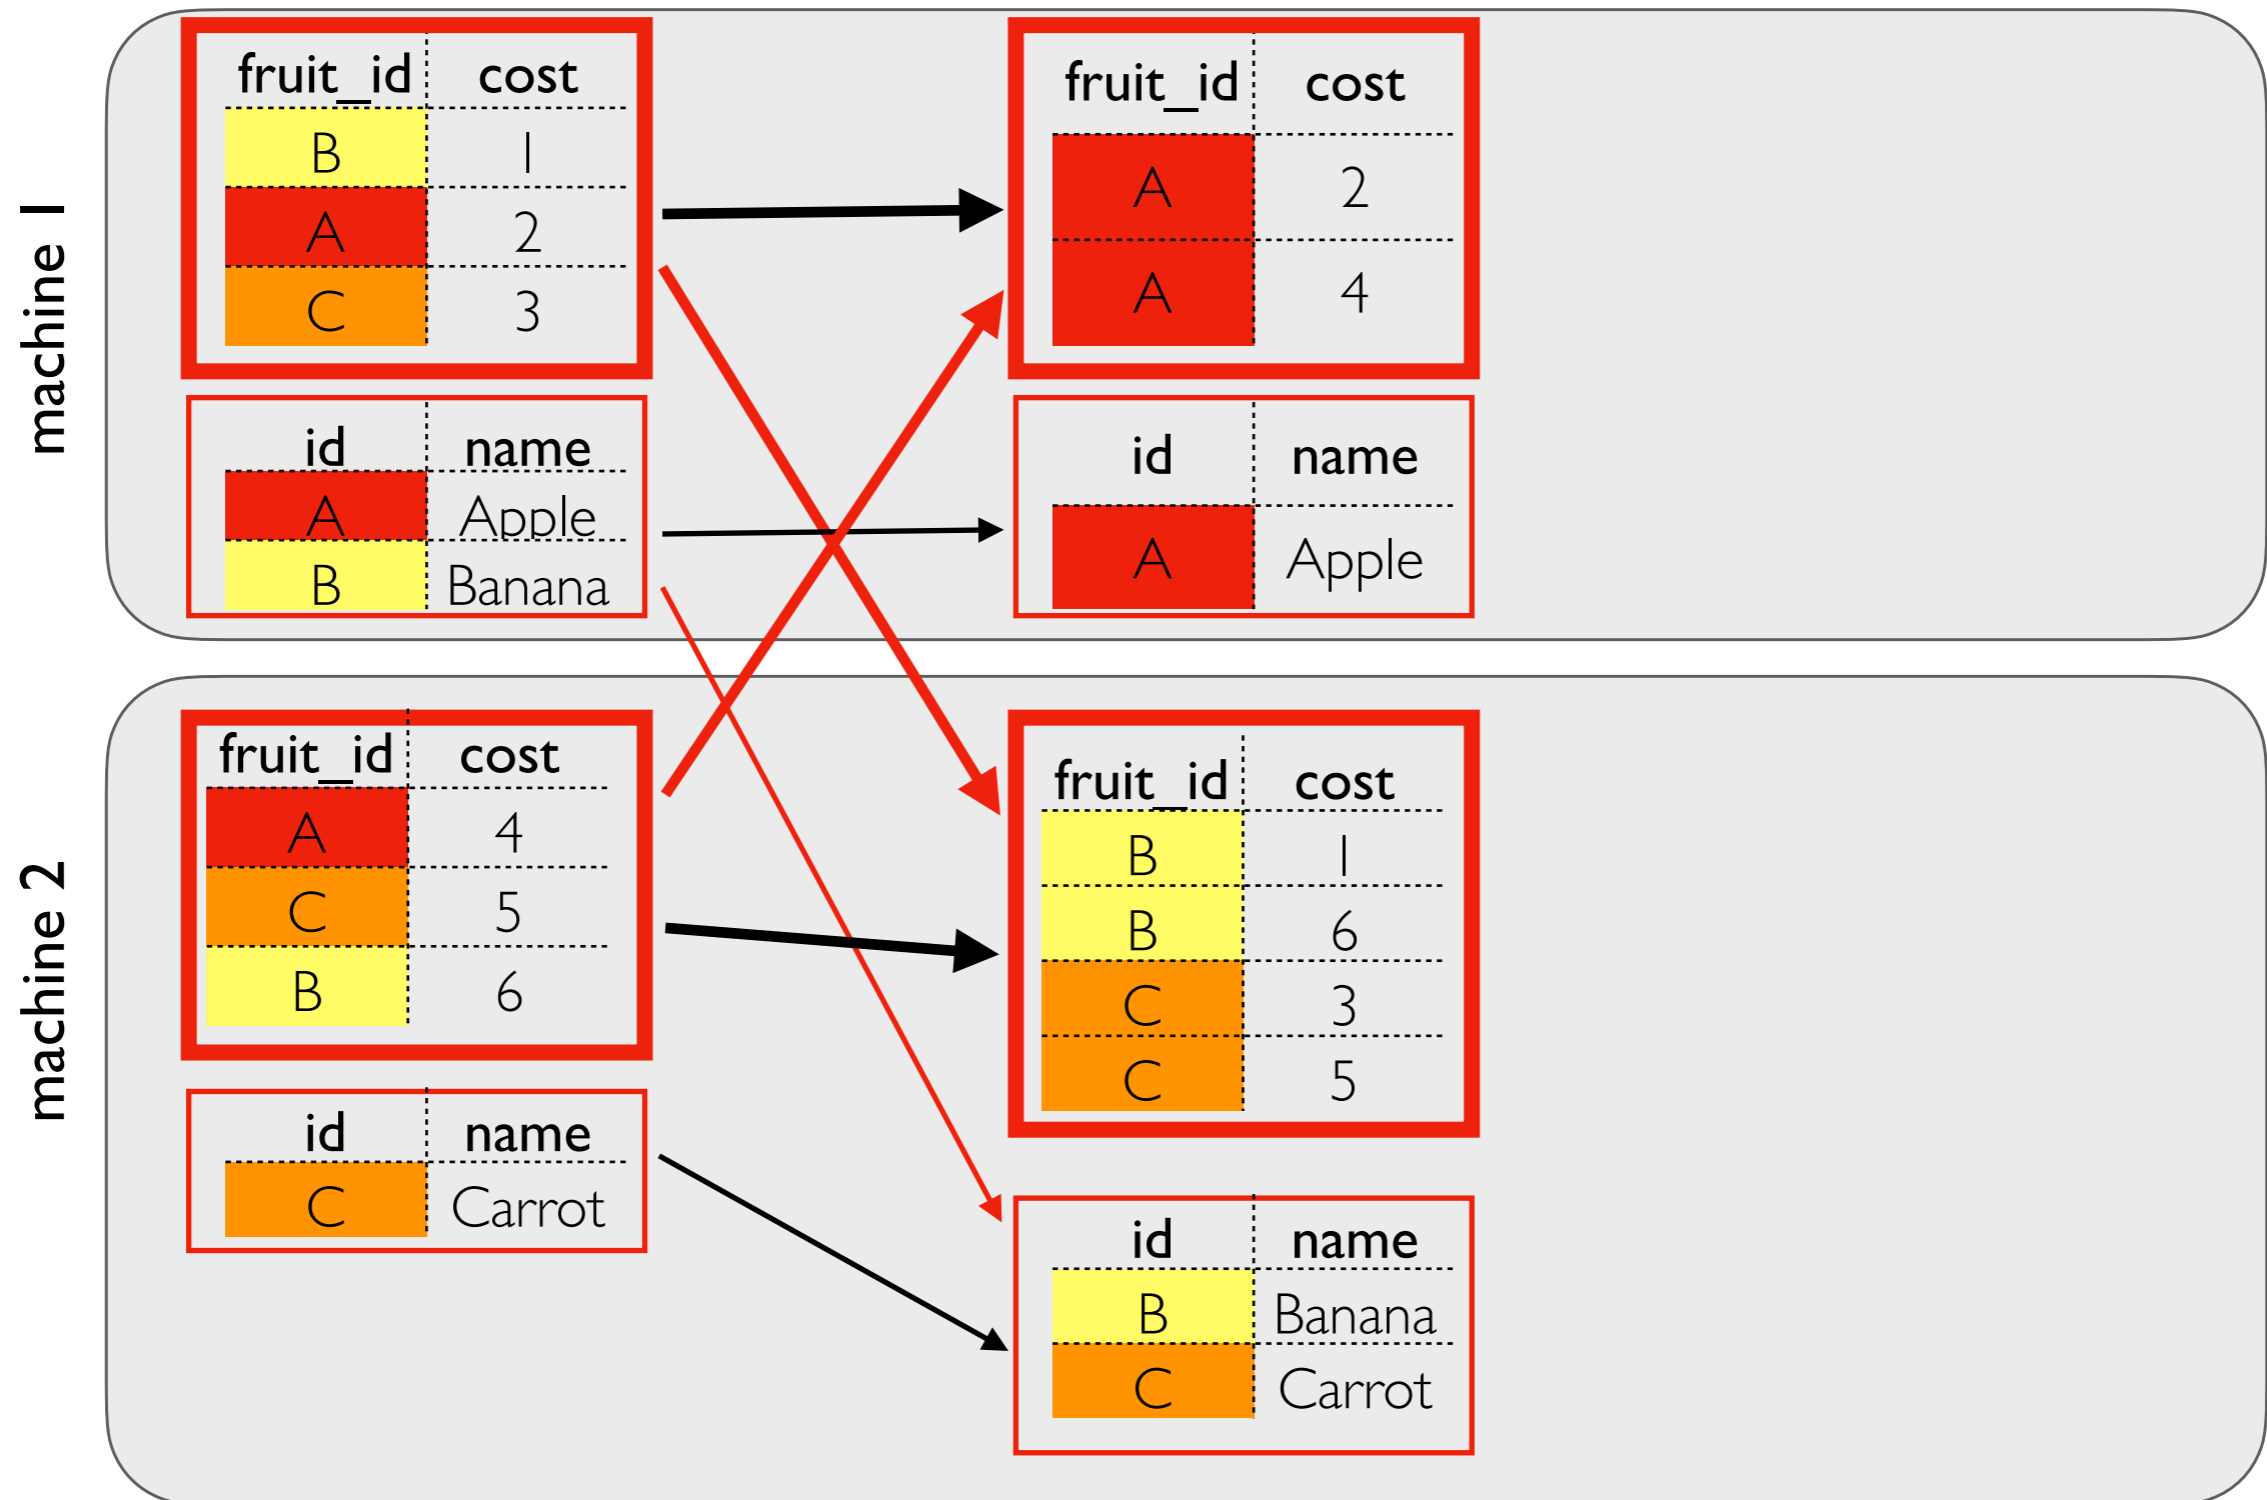 machine 1
fruit_id cost
B 1
A 2
C 3
id name
A Apple
B Banana
fruit_id cost
A 2
A 4
id name
A Apple
machine 2
fruit_id cost
A 4
C 5
B 6
id name
C Carrot
fruit_id cost
B 1
B 6
C 3
C 5
id name
B Banana
C Carrot